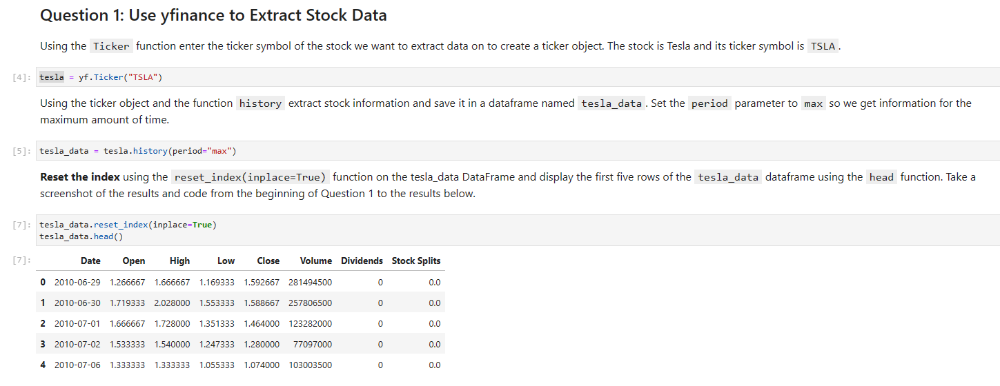 Question 1: Use yfinance to Extract Stock Data
Using the Ticker function enter the ticker symbol of the stock we want to extract data on to create a ticker object. The stock is Tesla and its ticker symbol is TSLA.
[4]: tesla = yf.Ticker("TSLA")
Using the ticker object and the function history extract stock information and save it in a dataframe named tesla_data. Set the period parameter to max so we get information for the
maximum amount of time.
[5]: tesla_data = tesla.history(period="max")
Reset the index using the reset_index(inplace=True) function on the tesla_data DataFrame and display the first five rows of the tesla_data dataframe using the head function. Take a
screenshot of the results and code from the beginning of Question 1 to the results below.
[7]: tesla_data.reset_index(inplace=True)
tesla_data.head()
[7]: Date Open High Low Close Volume Dividends Stock Splits
0 2010-06-29 1.266667 1.666667 1.169333 1.592667 281494500 0 0.0
1 2010-06-30 1.719333 2.028000 1.553333 1.588667 257806500 0 0.0
2 2010-07-01 1.666667 1.728000 1.351333 1.464000 123282000 0 0.0
3 2010-07-02 1.533333 1.540000 1.247333 1.280000 77097000 0 0.0
4 2010-07-06 1.333333 1.333333 1.055333 1.074000 103003500 0 0.0